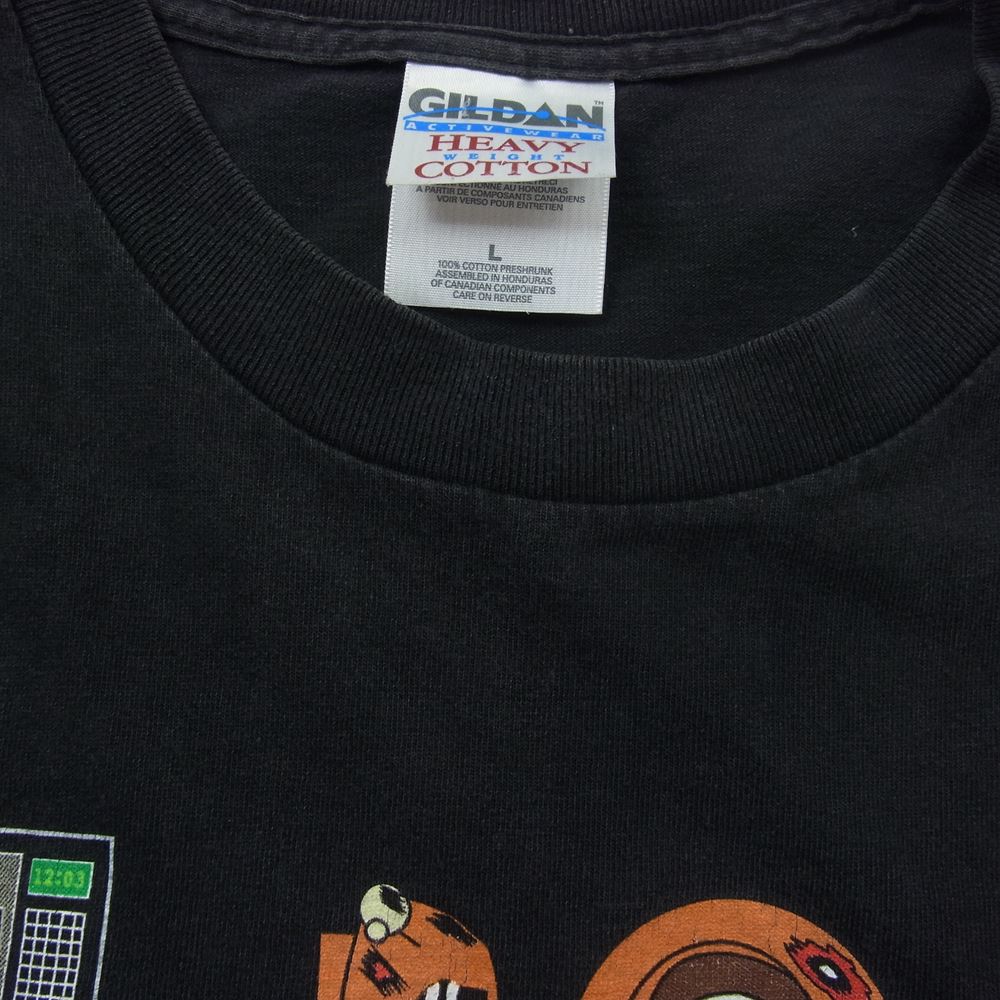 GILDAN™
ACTIVEWEAR
HEAVY
WEIGHT
COTTON
A PARTIR DE COMPOSANTS CANADIENS
VOIR VERSO POUR ENTRETIEN
L
100% COTTON PRESHRUNK
ASSEMBLED IN HONDURAS
OF CANADIAN COMPONENTS
CARE ON REVERSE
12:03